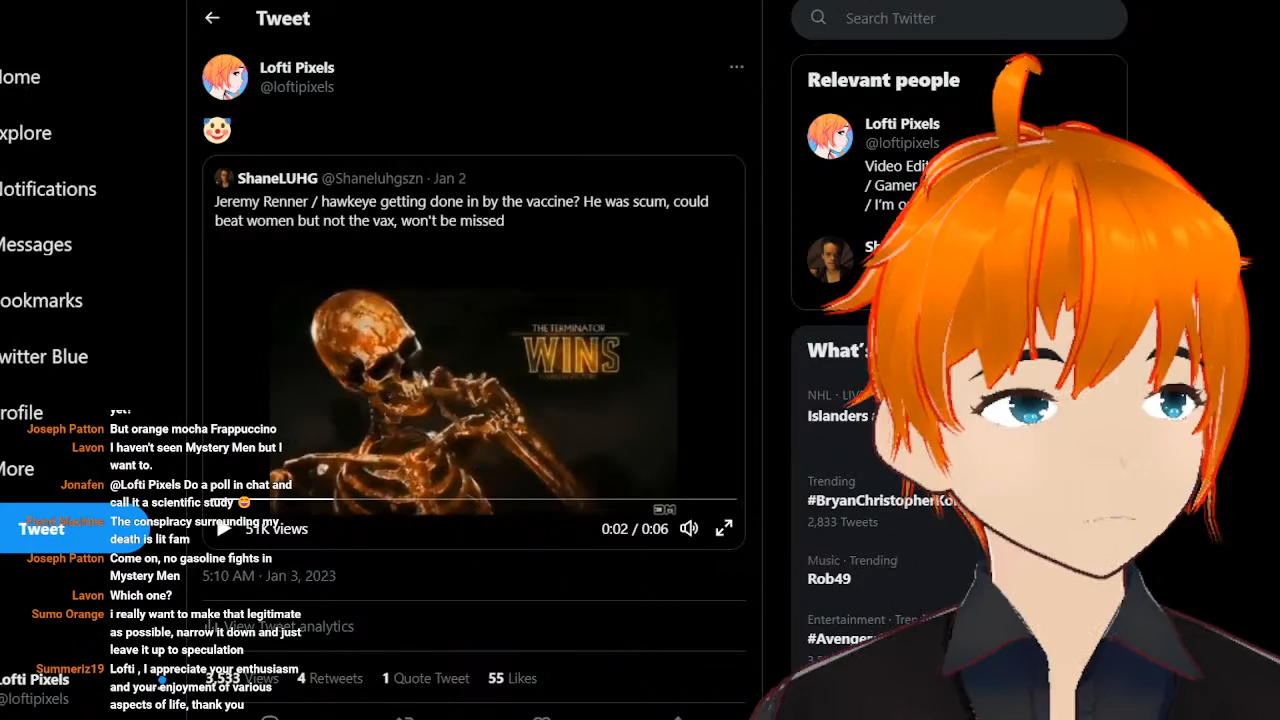 Tweet
Search Twitter
ome
xplore
otifications
essages
ookmarks
witter Blue
rofile
ore
Tweet
Lofti Pixels
@loftipixels
Lofti Pixels
@loftipixels
🤡
ShaneLUHG @Shaneluhgszn · Jan 2
Jeremy Renner / hawkeye getting done in by the vaccine? He was scum, could
beat women but not the vax, won't be missed
THE TERMINATOR
WINS
51K Views
0:02 / 0:06
5:10 AM · Jan 3, 2023
View Tweet analytics
3,533 Views 4 Retweets 1 Quote Tweet 55 Likes
yet!
Joseph Patton But orange mocha Frappuccino
Lavon I haven't seen Mystery Men but I
want to.
Jonafen @Lofti Pixels Do a poll in chat and
call it a scientific study 😄
The conspiracy surrounding my
death is lit fam
Joseph Patton Come on, no gasoline fights in
Mystery Men
Lavon Which one?
Sumo Orange i really want to make that legitimate
as possible, narrow it down and just
leave it up to speculation
Summeriz19 Lofti , I appreciate your enthusiasm
and your enjoyment of various
aspects of life, thank you
Relevant people
Lofti Pixels
@loftipixels
Video Edi
/ Gamer
/ I'm o
Sh
What's
NHL · LIV
Islanders
Trending
#BryanChristopherKo
2,833 Tweets
Music · Trending
Rob49
Entertainment · Tren
#Avenge